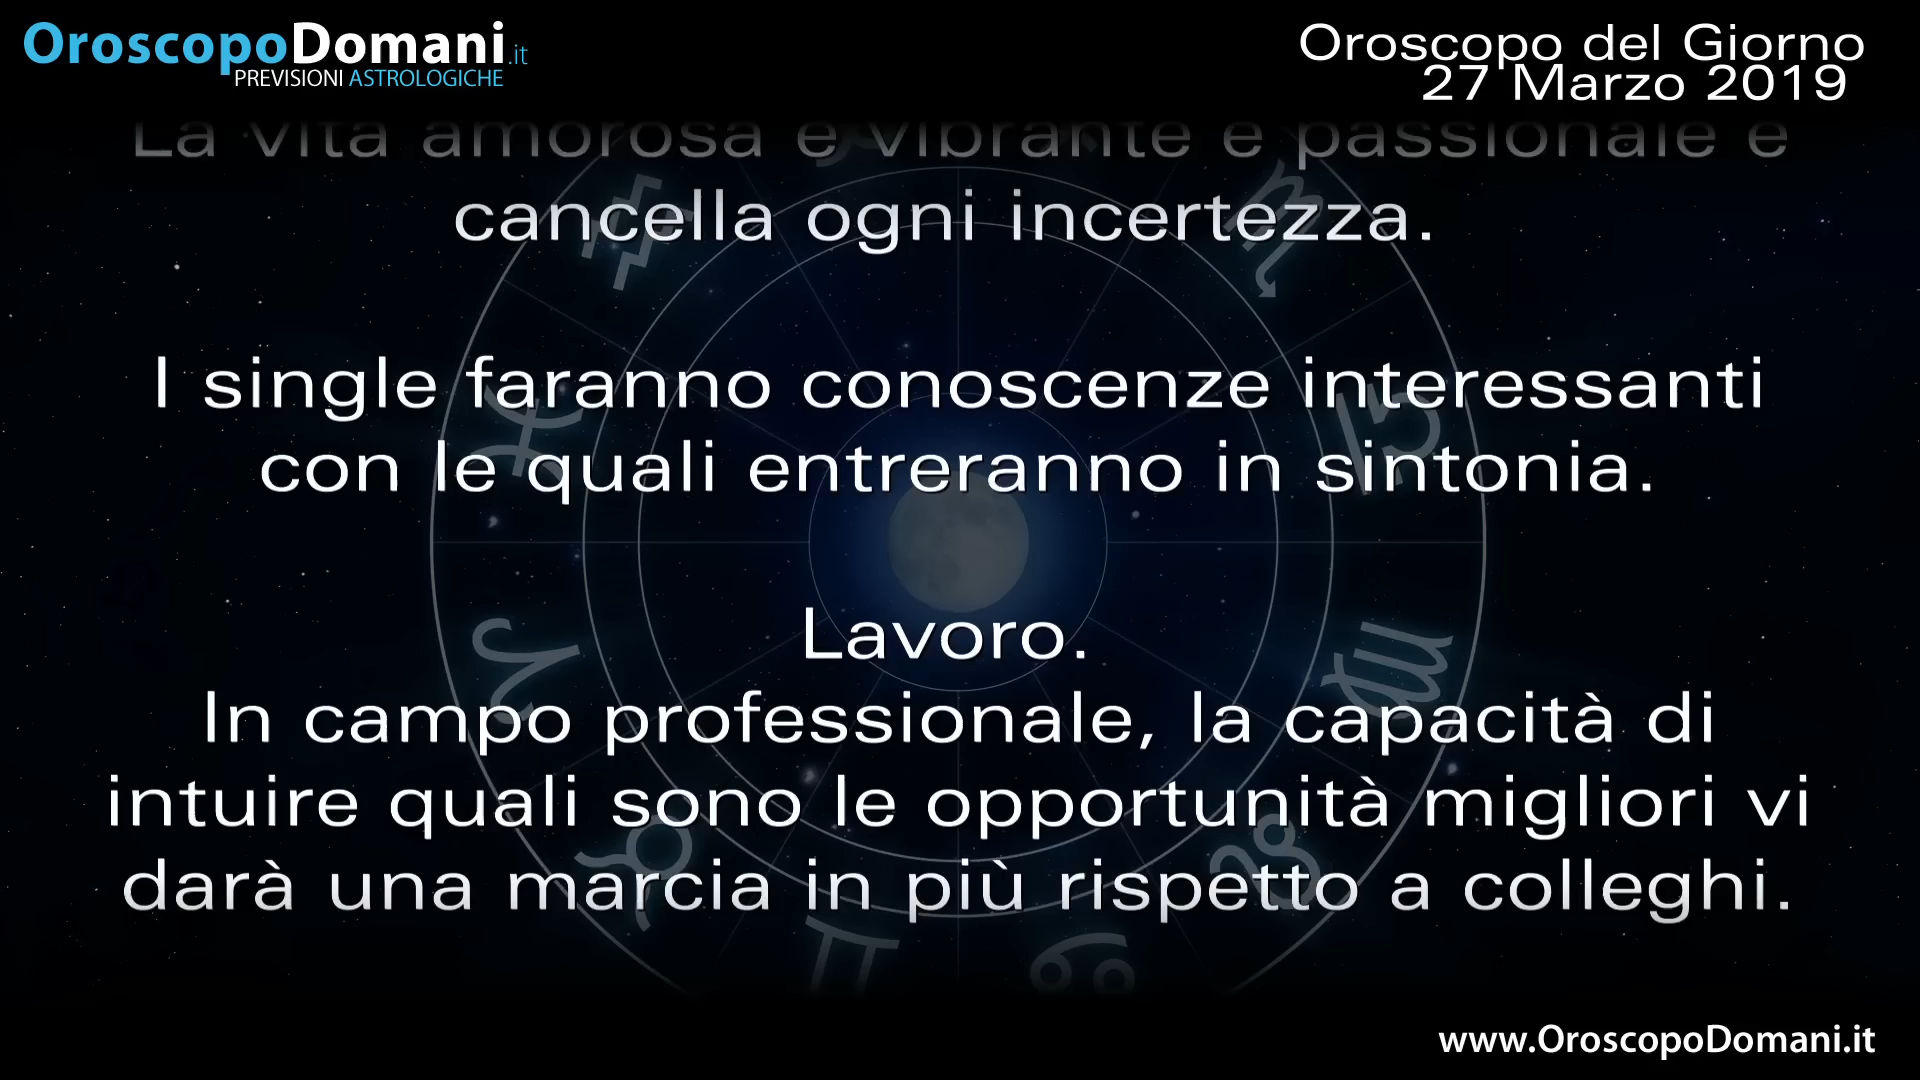 OroscopoDomani.it
PREVISIONI ASTROLOGICHE
Oroscopo del Giorno
27 Marzo 2019
La vita amorosa è vibrante e passionale e
cancella ogni incertezza.
I single faranno conoscenze interessanti
con le quali entreranno in sintonia.
Lavoro.
In campo professionale, la capacità di
intuire quali sono le opportunità migliori vi
darà una marcia in più rispetto a colleghi.
www.OroscopoDomani.it